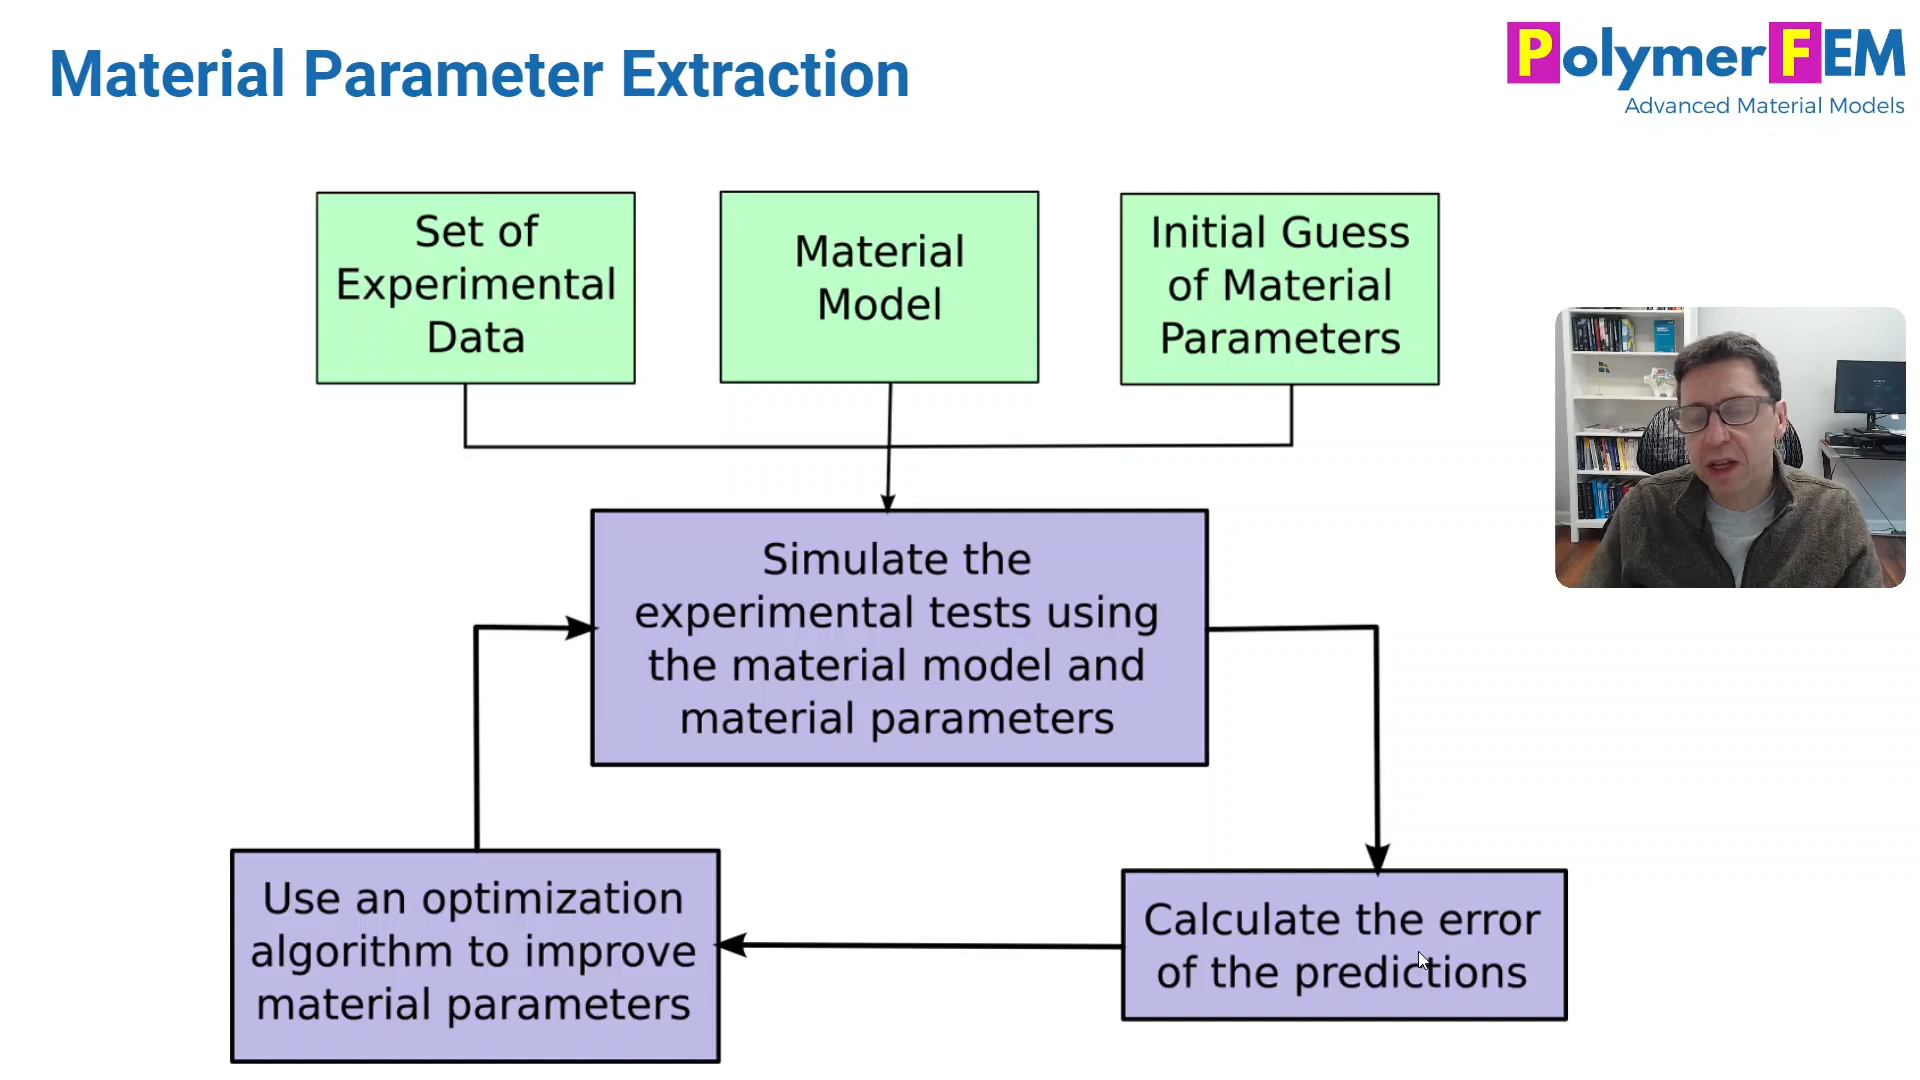 Material Parameter Extraction
PolymerFEM
Advanced Material Models
Set of
Experimental
Data
Material
Model
Initial Guess
of Material
Parameters
Simulate the
experimental tests using
the material model and
material parameters
Use an optimization
algorithm to improve
material parameters
Calculate the error
of the predictions